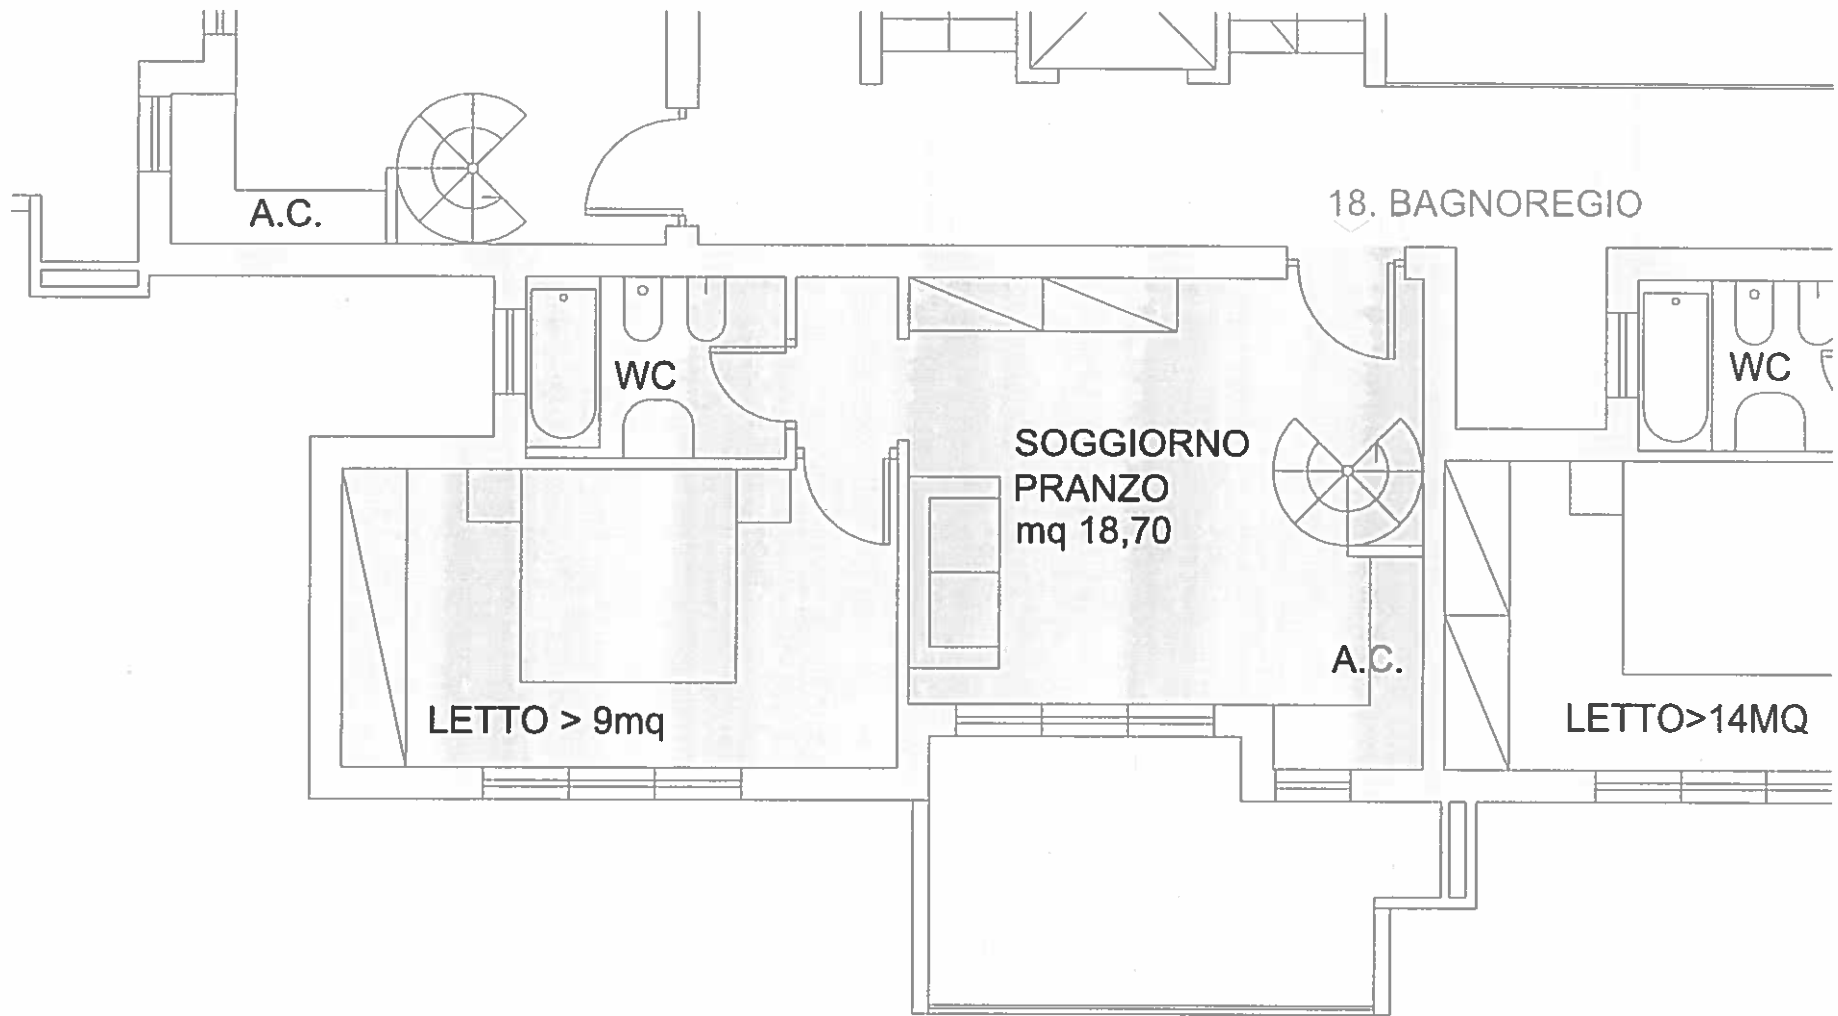 A.C.
18. BAGNOREGIO
WC
WC
SOGGIORNO
PRANZO
mq 18,70
A.C.
LETTO > 9mq
LETTO>14MQ